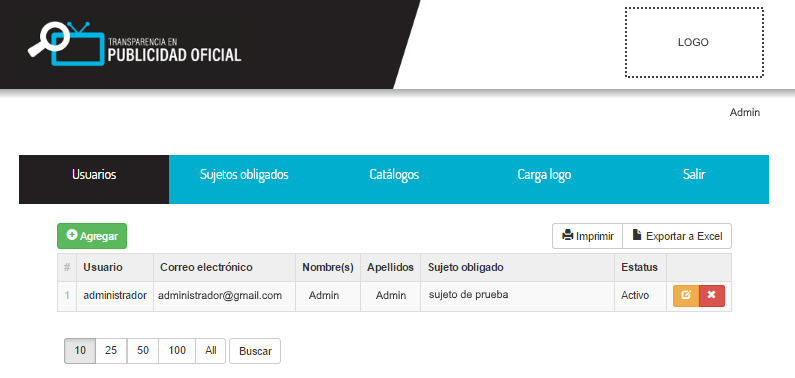 TRANSPARENCIA EN
PUBLICIDAD OFICIAL
LOGO
Admin
Usuarios Sujetos obligados Catálogos Carga logo Salir
Agregar Imprimir Exportar a Excel
# Usuario Correo electrónico Nombre(s) Apellidos Sujeto obligado Estatus
1 administrador administrador@gmail.com Admin Admin sujeto de prueba Activo
10 25 50 100 All Buscar